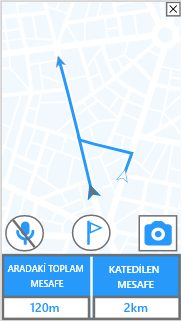 ARADAKİ TOPLAM
MESAFE
KATEDİLEN
MESAFE
120m
2km